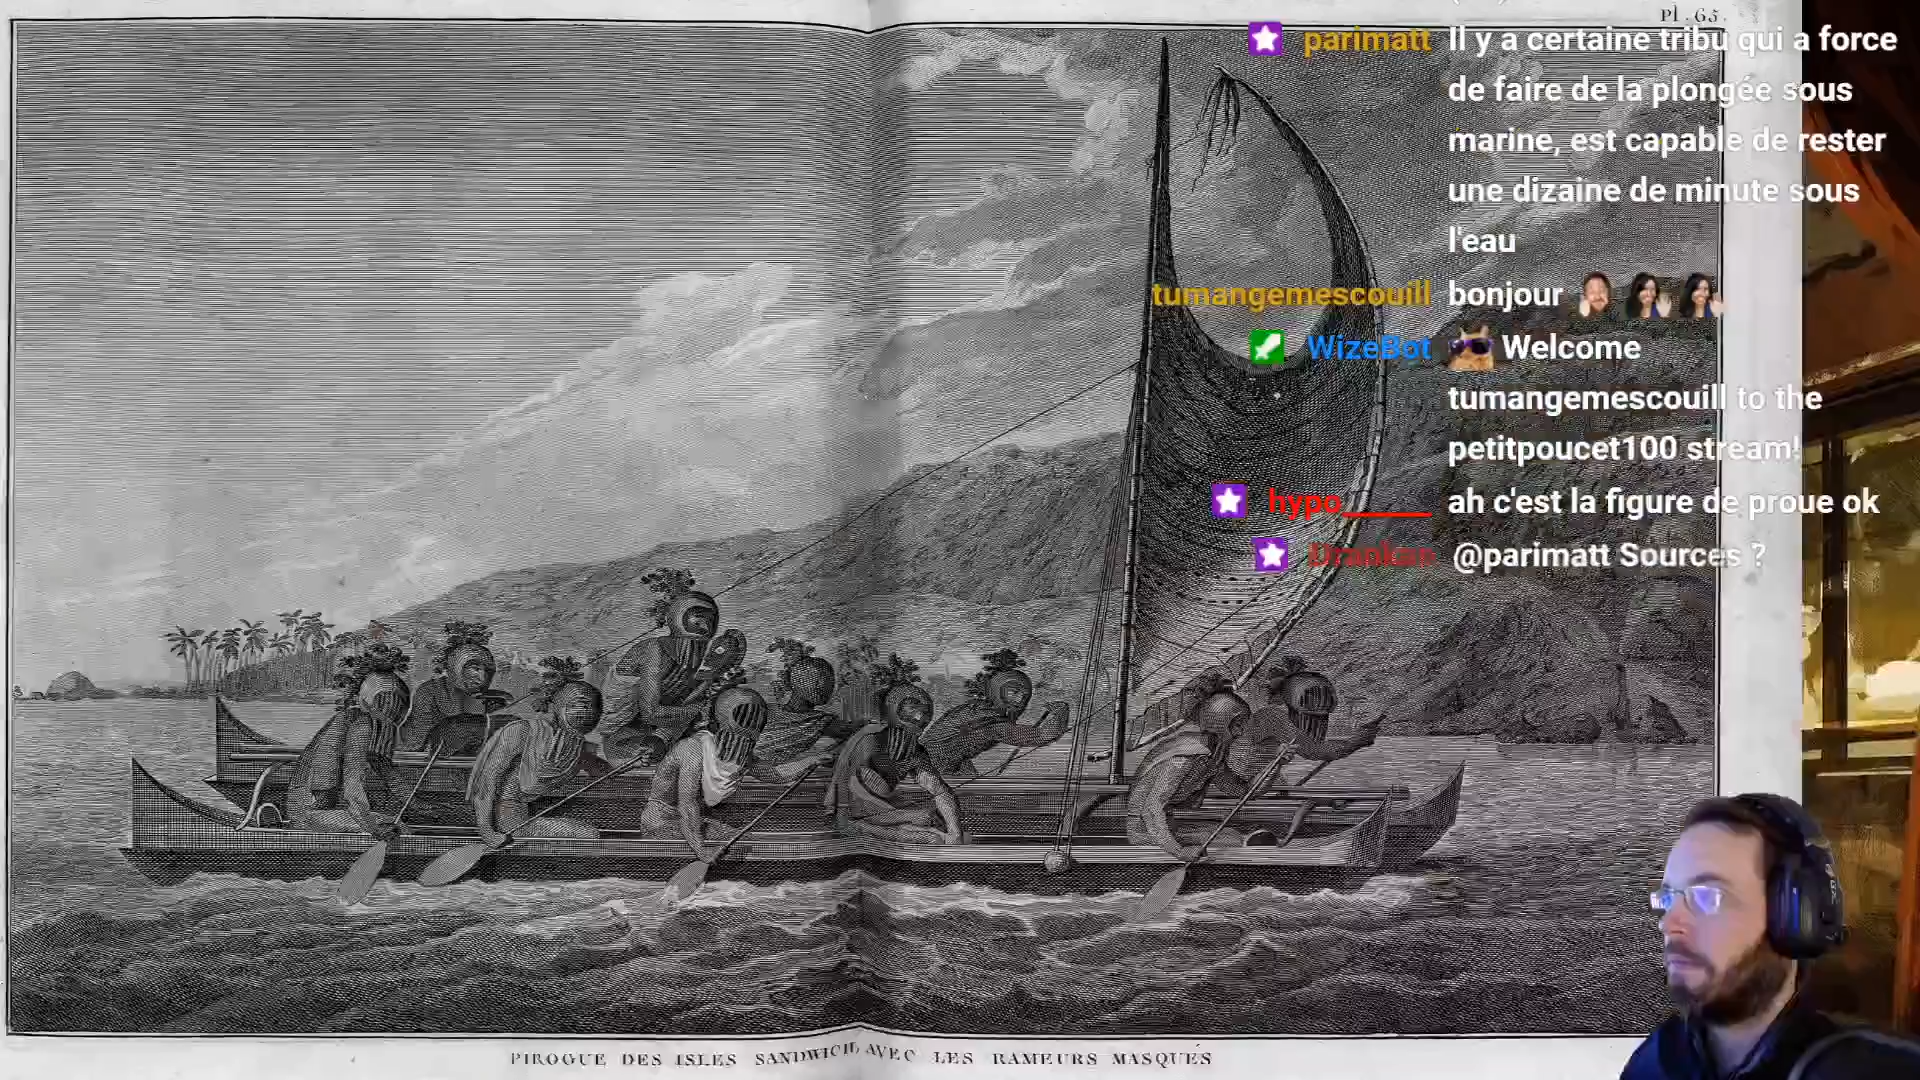 Pl. 65.
parimatt Il y a certaine tribu qui a force
de faire de la plongée sous
marine, est capable de rester
une dizaine de minute sous
l'eau
tumangemescouill bonjour
WizeBot Welcome
tumangemescouill to the
petitpoucet100 stream!
hypo______ ah c'est la figure de proue ok
Drankan @parimatt Sources ?
PIROGUE DES ISLES SANDWICH, AVEC LES RAMEURS MASQUÉS